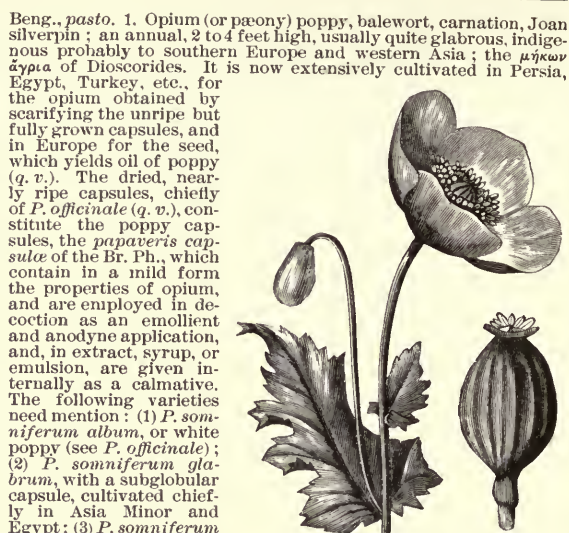 Beng., pasto. 1. Opium (or pæony) poppy, balewort, carnation, Joan
silverpin ; an annual, 2 to 4 feet high, usually quite glabrous, indige-
nous probably to southern Europe and western Asia ; the μήκων
ἄγρια of Dioscorides. It is now extensively cultivated in Persia,
Egypt, Turkey, etc., for
the opium obtained by
scarifying the unripe but
fully grown capsules, and
in Europe for the seed,
which yields oil of poppy
(q. v.). The dried, near-
ly ripe capsules, chiefly
of P. officinale (q. v.), con-
stitute the poppy cap-
sules, the papaveris cap-
sulæ of the Br. Ph., which
contain in a mild form
the properties of opium,
and are employed in de-
coction as an emollient
and anodyne application,
and, in extract, syrup, or
emulsion, are given in-
ternally as a calmative.
The following varieties
need mention : (1) P. som-
niferum album, or white
poppy (see P. officinale) ;
(2) P. somniferum gla-
brum, with a subglobular
capsule, cultivated chief-
ly in Asia Minor and
Egypt ; (3) P. somniferum